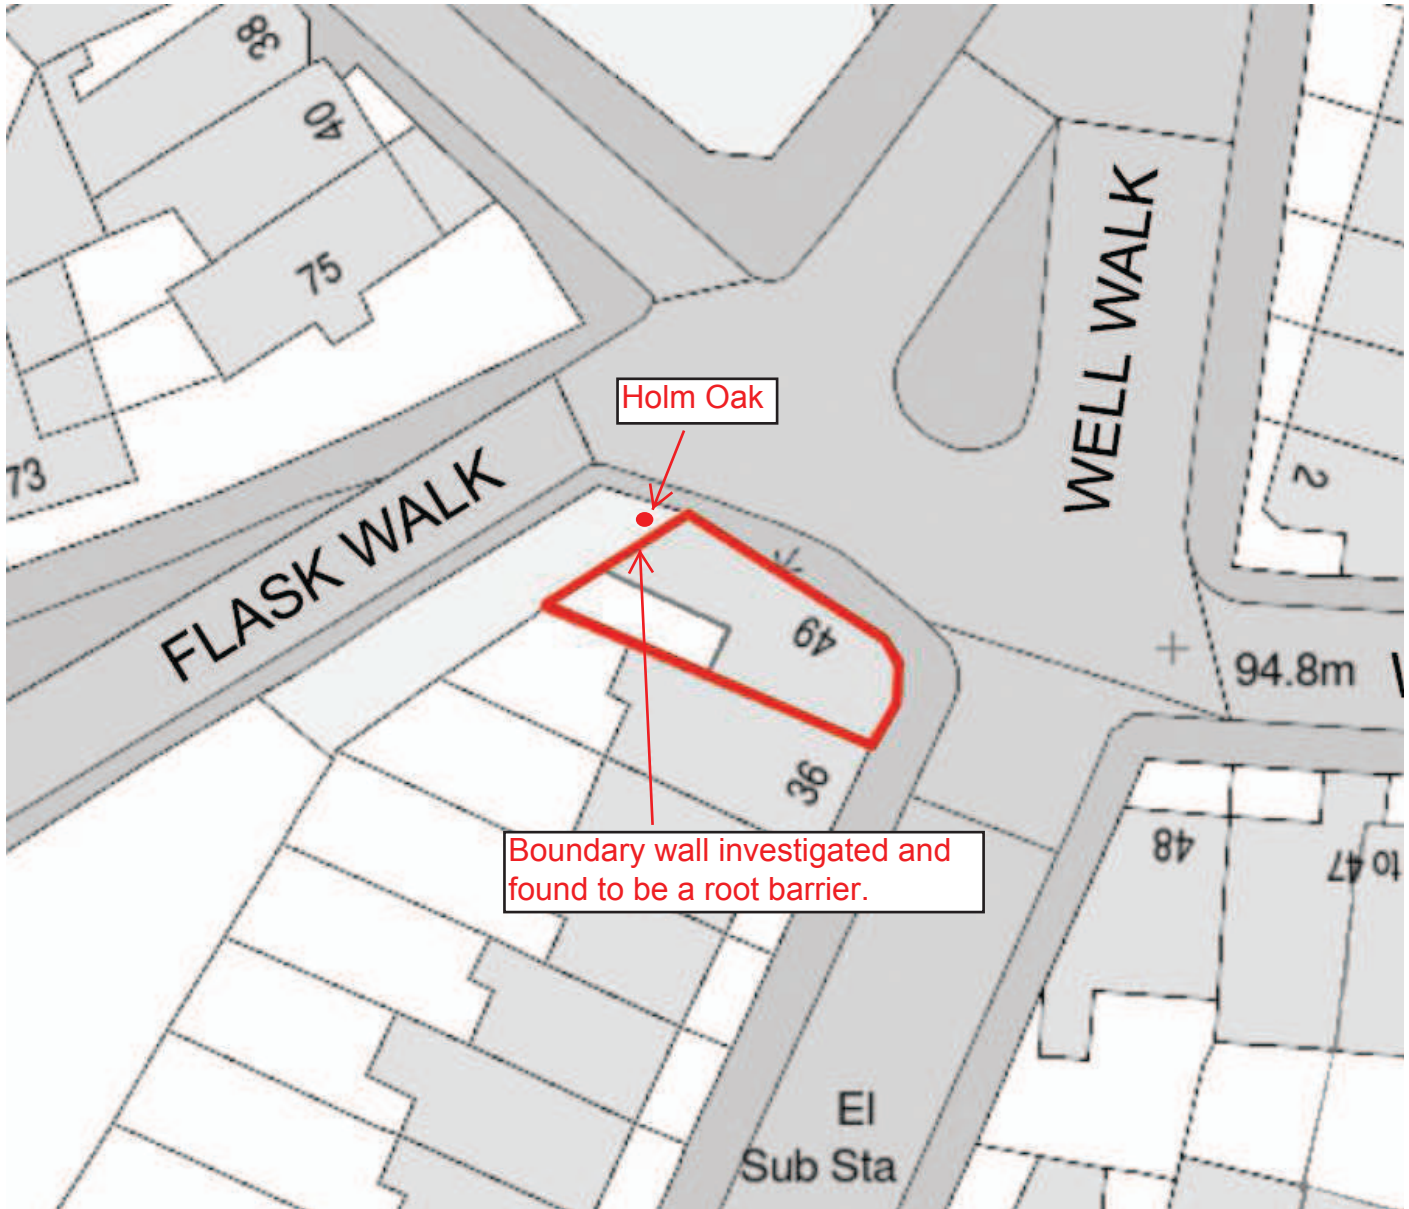 38
40
75
Holm Oak
WELL WALK
73
2
FLASK WALK
49
94.8m
36
Boundary wall investigated and
found to be a root barrier.
48
to 47
El
Sub Sta